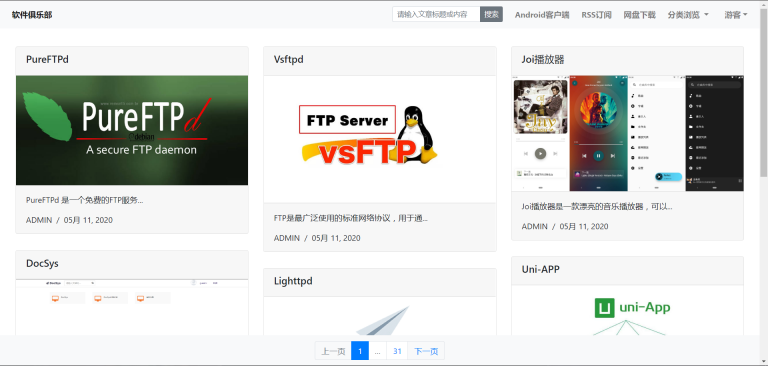 软件俱乐部
请输入文章标题或内容
搜索
Android客户端
RSS订阅
网盘下载
分类浏览
游客
PureFTPd
PureFTPd
debian
A secure FTP daemon
PureFTPd 是一个免费的FTP服务...
ADMIN / 05月 11, 2020
DocSys
Vsftpd
FTP Server
vsFTP
FTP是最广泛使用的标准网络协议，用于通...
ADMIN / 05月 11, 2020
Lighttpd
Joi播放器
Joi播放器是一款漂亮的音乐播放器，可以...
ADMIN / 05月 11, 2020
Uni-APP
uni-App
上一页
1
...
31
下一页